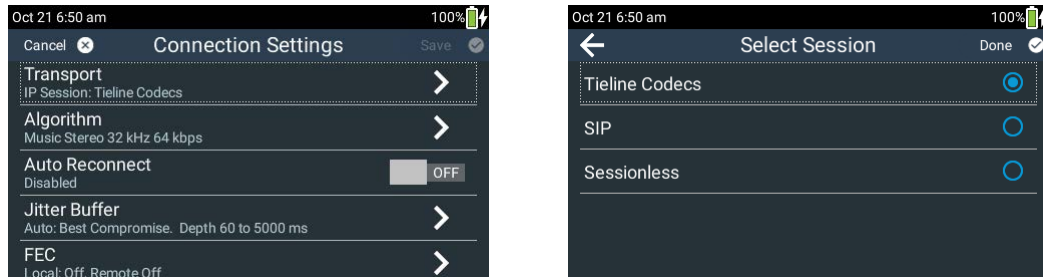 Oct 21 6:50 am 100%
Cancel Connection Settings Save
Transport
IP Session: Tieline Codecs
Algorithm
Music Stereo 32 kHz 64 kbps
Auto Reconnect
Disabled
OFF
Jitter Buffer
Auto: Best Compromise. Depth 60 to 5000 ms
FEC
Local: Off, Remote Off
Oct 21 6:50 am 100%
Select Session Done
Tieline Codecs
SIP
Sessionless